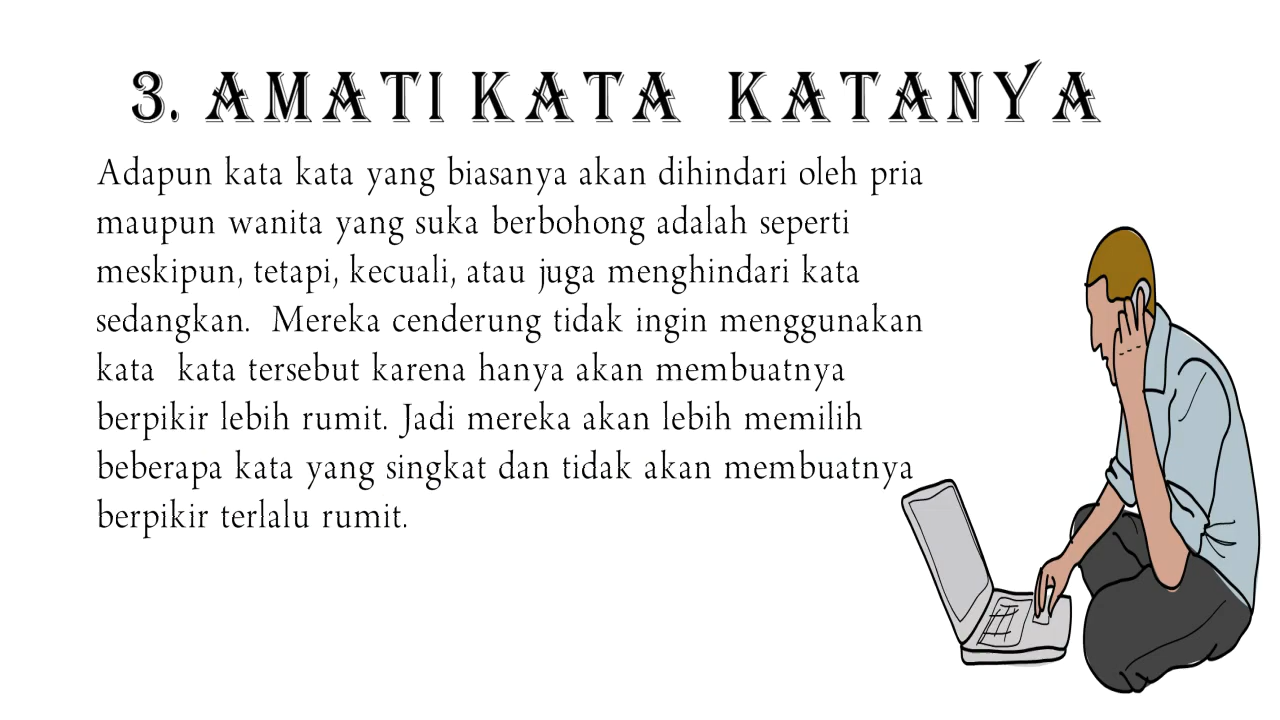 3. AMATI KATA KATANYA
Adapun kata kata yang biasanya akan dihindari oleh pria
maupun wanita yang suka berbohong adalah seperti
meskipun, tetapi, kecuali, atau juga menghindari kata
sedangkan. Mereka cenderung tidak ingin menggunakan
kata kata tersebut karena hanya akan membuatnya
berpikir lebih rumit. Jadi mereka akan lebih memilih
beberapa kata yang singkat dan tidak akan membuatnya
berpikir terlalu rumit.